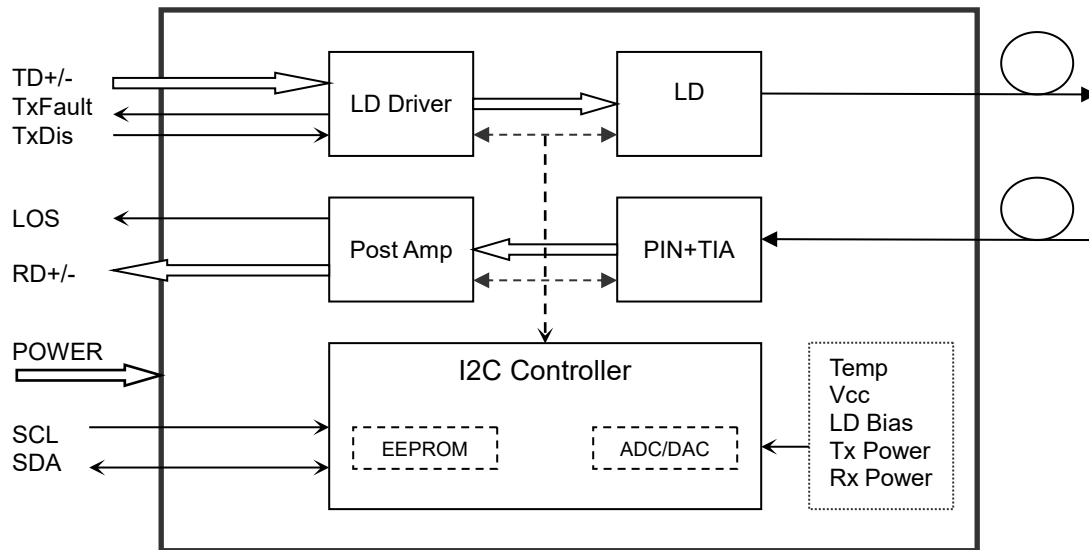 TD+/-
TxFault
TxDis
LD Driver
LD
LOS
RD+/-
Post Amp
PIN+TIA
POWER
I2C Controller
SCL
SDA
EEPROM
ADC/DAC
Temp
Vcc
LD Bias
Tx Power
Rx Power